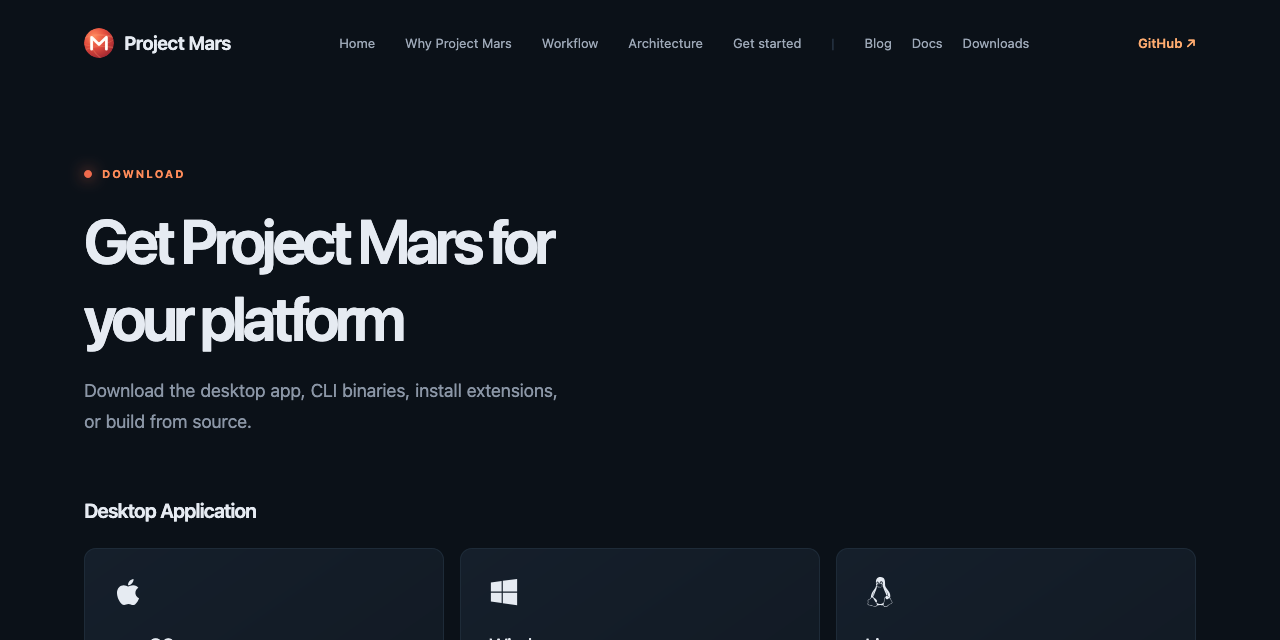 Project Mars
Home
Why Project Mars
Workflow
Architecture
Get started
|
Blog
Docs
Downloads
GitHub ↗
DOWNLOAD
Get Project Mars for
your platform
Download the desktop app, CLI binaries, install extensions,
or build from source.
Desktop Application